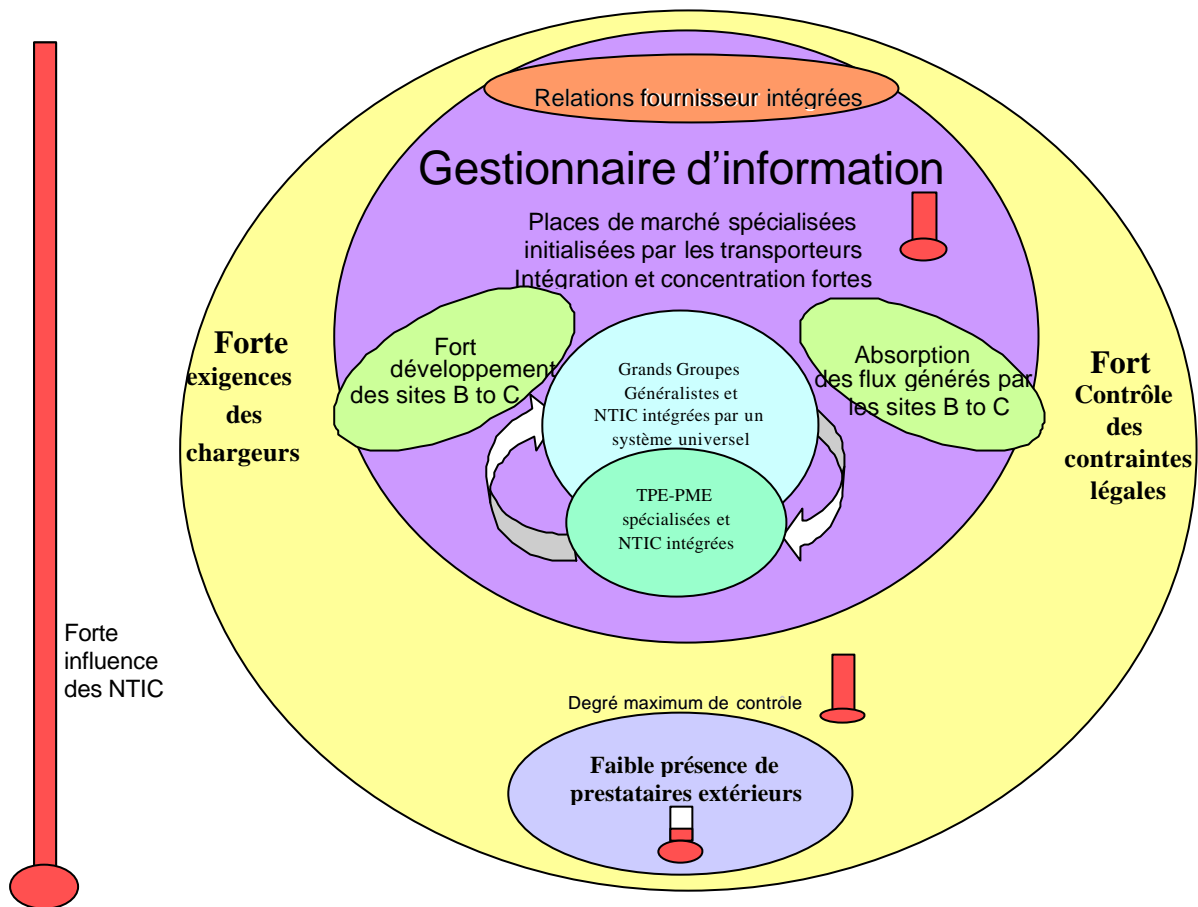 Relations fournisseur intégrées
Gestionnaire d'information
Places de marché spécialisées
initialisées par les transporteurs
Intégration et concentration fortes
Forte
exigences
des
chargeurs
Fort
développement
des sites B to C
Grands Groupes
Généralistes et
NTIC intégrées par un
système universel
Absorption
des flux générés par
les sites B to C
Fort
Contrôle
des
contraintes
légales
TPE-PME
spécialisées et
NTIC intégrées
Forte
influence
des NTIC
Degré maximum de contrôle
Faible présence de
prestataires extérieurs